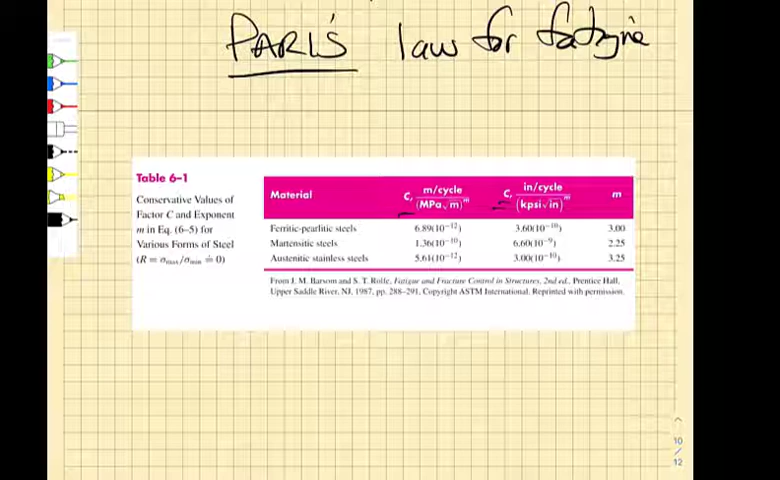 PARIS law for fatigue
Table 6–1
Conservative Values of
Factor C and Exponent
m in Eq. (6–5) for
Various Forms of Steel
(R = σmax/σmin ≐ 0)
Material C, m/cycle/(MPa√m)^m C, in/cycle/(kpsi√in)^m m
Ferritic-pearlitic steels 6.89(10⁻¹²) 3.60(10⁻¹⁰) 3.00
Martensitic steels 1.36(10⁻¹⁰) 6.60(10⁻⁹) 2.25
Austenitic stainless steels 5.61(10⁻¹²) 3.00(10⁻¹⁰) 3.25
From J. M. Barsom and S. T. Rolfe, Fatigue and Fracture Control in Structures, 2nd ed., Prentice Hall,
Upper Saddle River, NJ, 1987, pp. 288–291, Copyright ASTM International. Reprinted with permission.
10
/
12